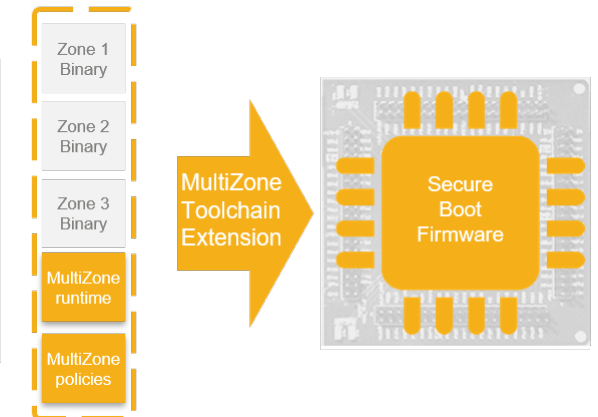 Zone 1
Binary
Zone 2
Binary
Zone 3
Binary
MultiZone
runtime
MultiZone
policies
MultiZone
Toolchain
Extension
Secure
Boot
Firmware